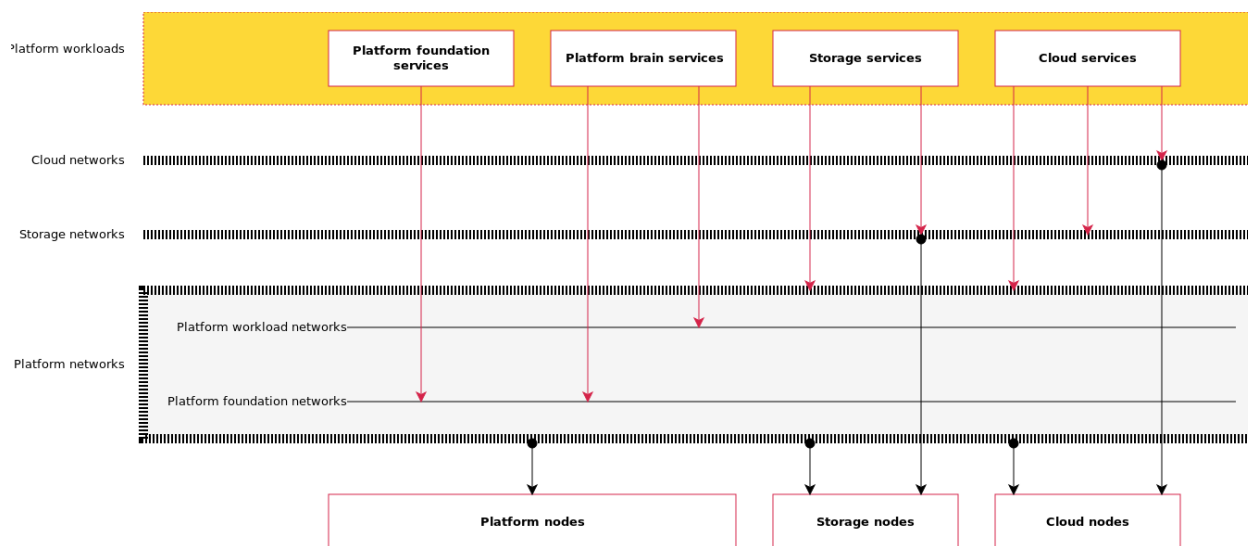 Platform workloads
Platform foundation
services
Platform brain services
Storage services
Cloud services
Cloud networks
Storage networks
Platform workload networks
Platform networks
Platform foundation networks
Platform nodes
Storage nodes
Cloud nodes